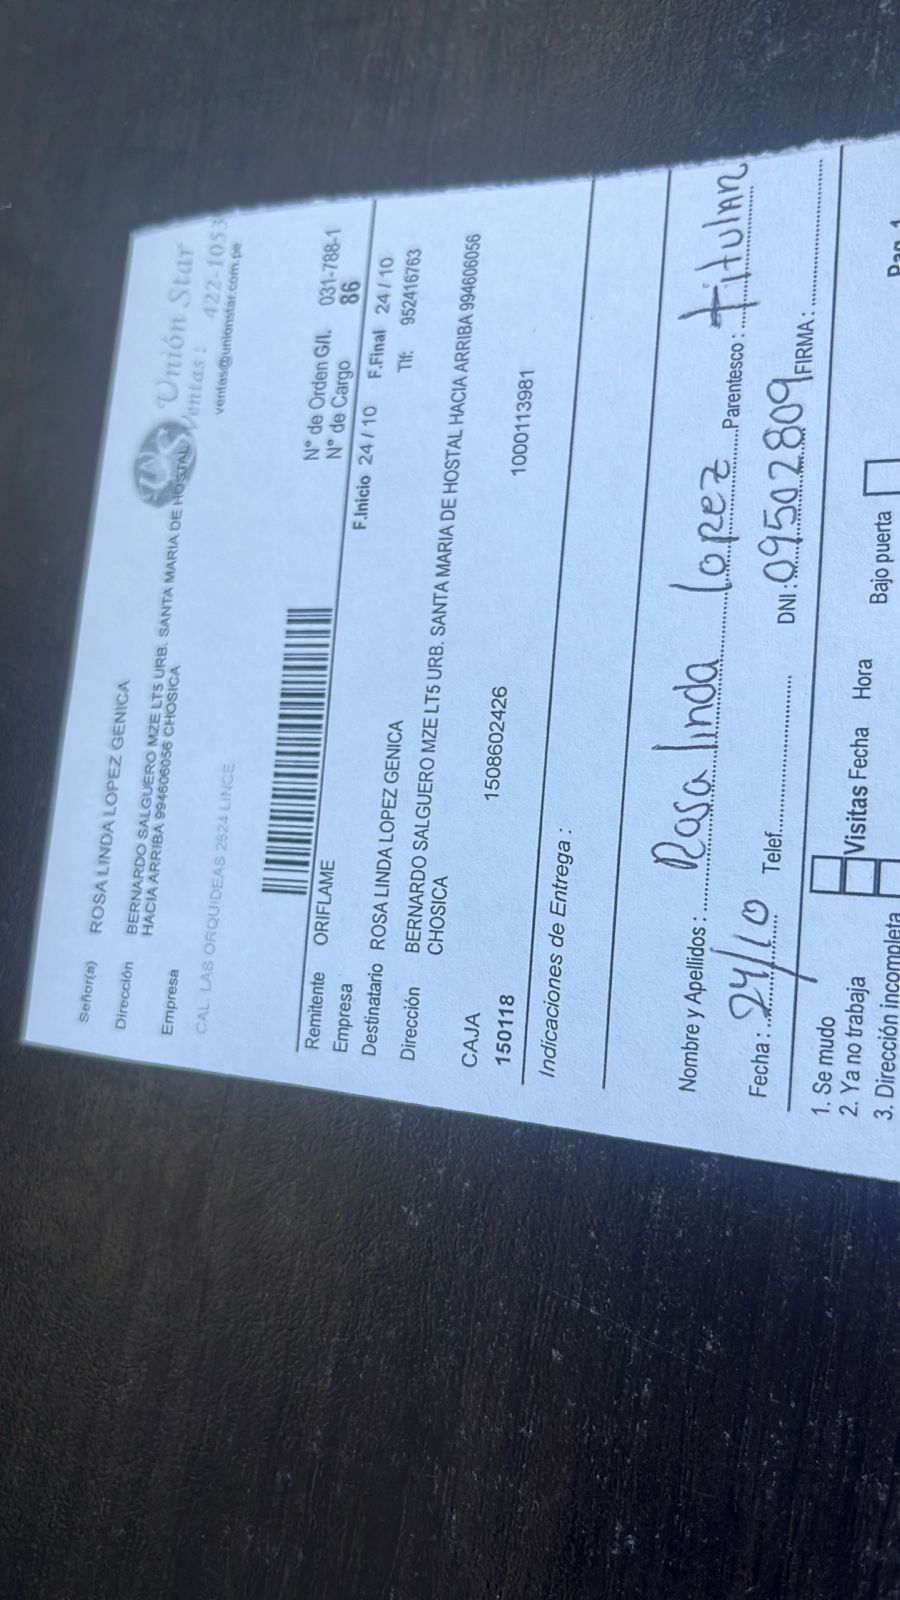 Señor(a) ROSA LINDA LOPEZ GENICA
Dirección BERNARDO SALGUERO MZE LT5 URB. SANTA MARIA DE HOSTAL
HACIA ARRIBA 994606056 CHOSICA
Empresa
CAL. LAS ORQUIDEAS 2624 LINCE
Unión Star
Ventas: 422-1053
ventas@unionstar.com.pe
Remitente ORIFLAME N° de Orden G/I. 031-788-1
Empresa N° de Cargo 86
Destinatario ROSA LINDA LOPEZ GENICA F.Inicio 24 / 10 F.Final 24 / 10
Dirección BERNARDO SALGUERO MZE LT5 URB. SANTA MARIA DE HOSTAL HACIA ARRIBA 994606056 Tlf: 952416763
CHOSICA
CAJA
150118 1508602426 1000113981
Indicaciones de Entrega :
Nombre y Apellidos : Rosa linda lopez Parentesco : titular
Fecha : 24/10 Telef. DNI : 09502809 FIRMA :
1. Se mudo
2. Ya no trabaja Visitas Fecha Hora Bajo puerta
3. Dirección incompleta
Pag 1